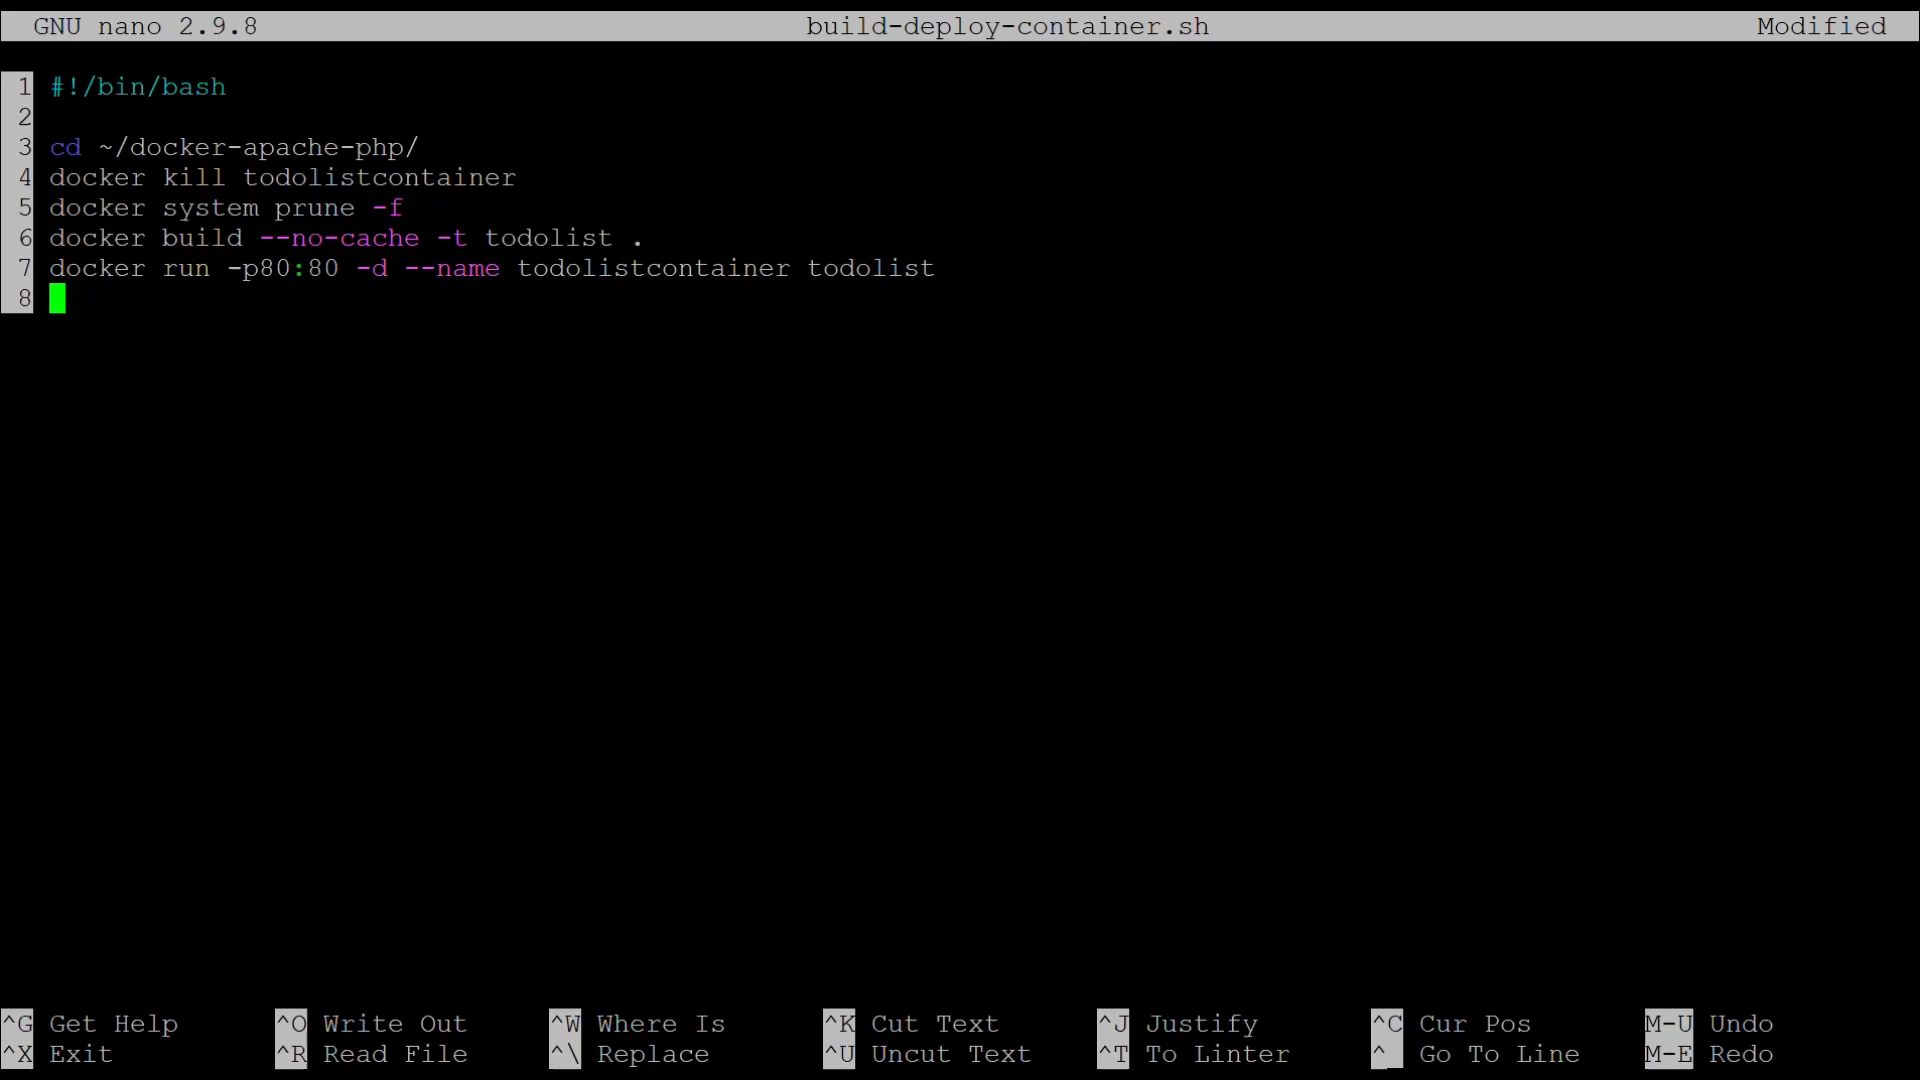 GNU nano 2.9.8 build-deploy-container.sh Modified
1 #!/bin/bash
2
3 cd ~/docker-apache-php/
4 docker kill todolistcontainer
5 docker system prune -f
6 docker build --no-cache -t todolist .
7 docker run -p80:80 -d --name todolistcontainer todolist
8
^G Get Help ^O Write Out ^W Where Is ^K Cut Text ^J Justify ^C Cur Pos M-U Undo
^X Exit ^R Read File ^\ Replace ^U Uncut Text ^T To Linter ^_ Go To Line M-E Redo